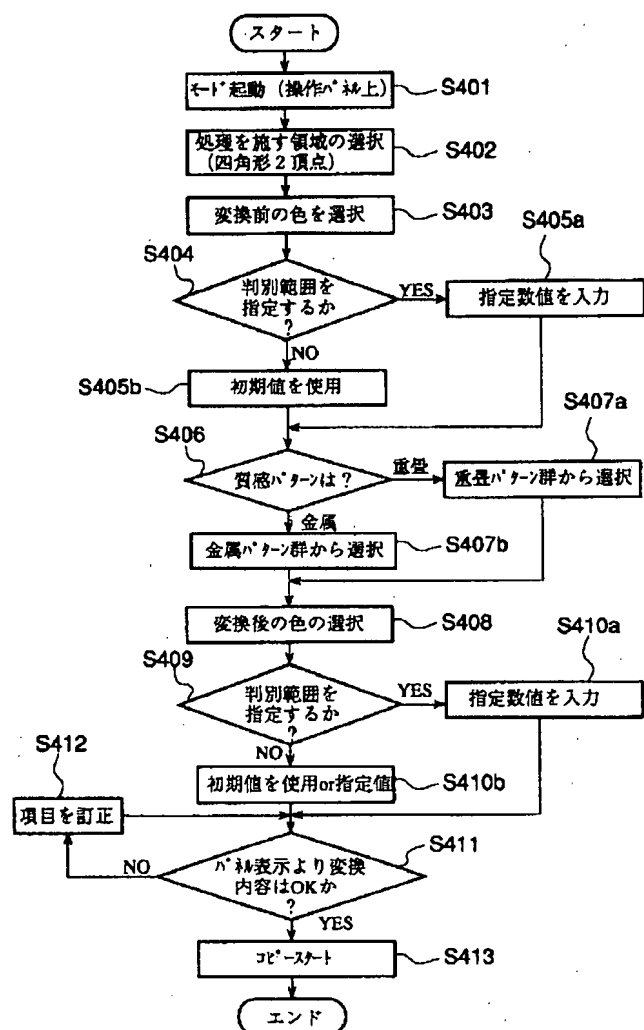 スタート
モード起動(操作パネル上)
S401
処理を施す領域の選択
(四角形2頂点)
S402
変換前の色を選択
S403
S404
判別範囲を
指定するか
?
YES
NO
S405a
指定数値を入力
S405b
初期値を使用
S406
質感パターンは?
重畳
金属
S407a
重畳パターン群から選択
金属パターン群から選択
S407b
変換後の色の選択
S408
S409
判別範囲を
指定するか
?
YES
NO
S410a
指定数値を入力
初期値を使用or指定値
S410b
S412
項目を訂正
S411
パネル表示より変換
内容はOKか
?
NO
YES
コピースタート
S413
エンド